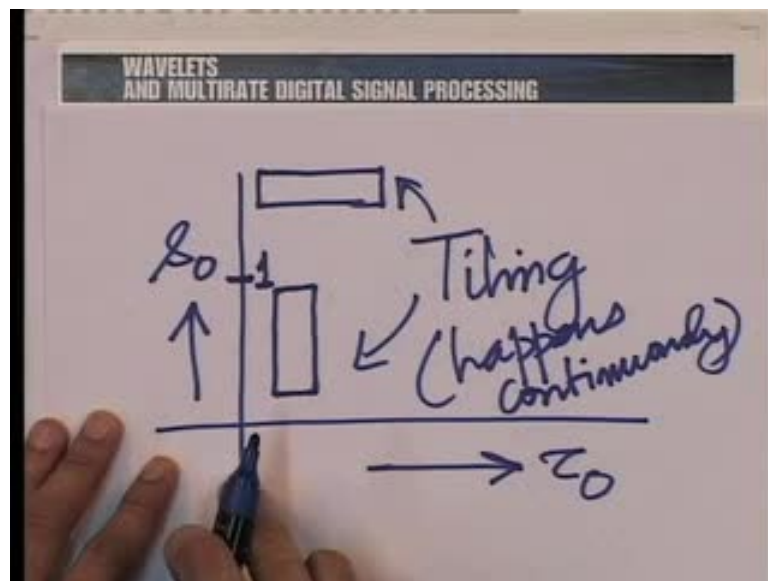 WAVELETS
AND MULTIRATE DIGITAL SIGNAL PROCESSING
s₀
1
Tiling
(happens
continuously)
τ₀